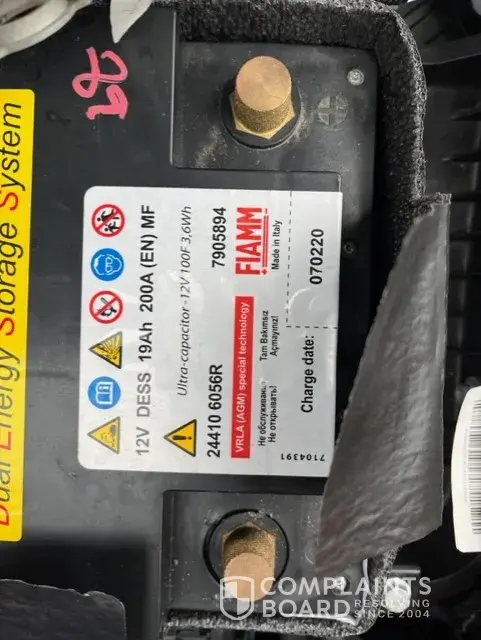 Dual Energy Storage System
12V DESS 19Ah 200A (EN) MF
Ultra-capacitor -12V 100F 3,6Wh
24410 6056R 7905894
VRLA (AGM) special technology
FIAMM
Не обслуживание
Не открывать!
Tam Bakımsız
Açmayınız!
Made in Italy
Charge date: 070220
7104391
COMPLAINTS
BOARD RESOLVING
SINCE 2004